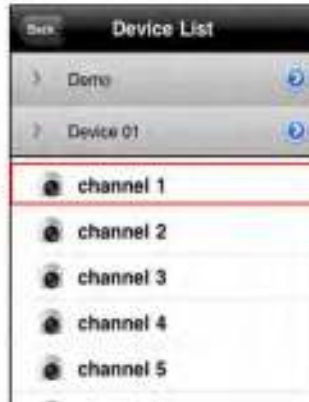 Back Device List
Demo
Device 01
channel 1
channel 2
channel 3
channel 4
channel 5